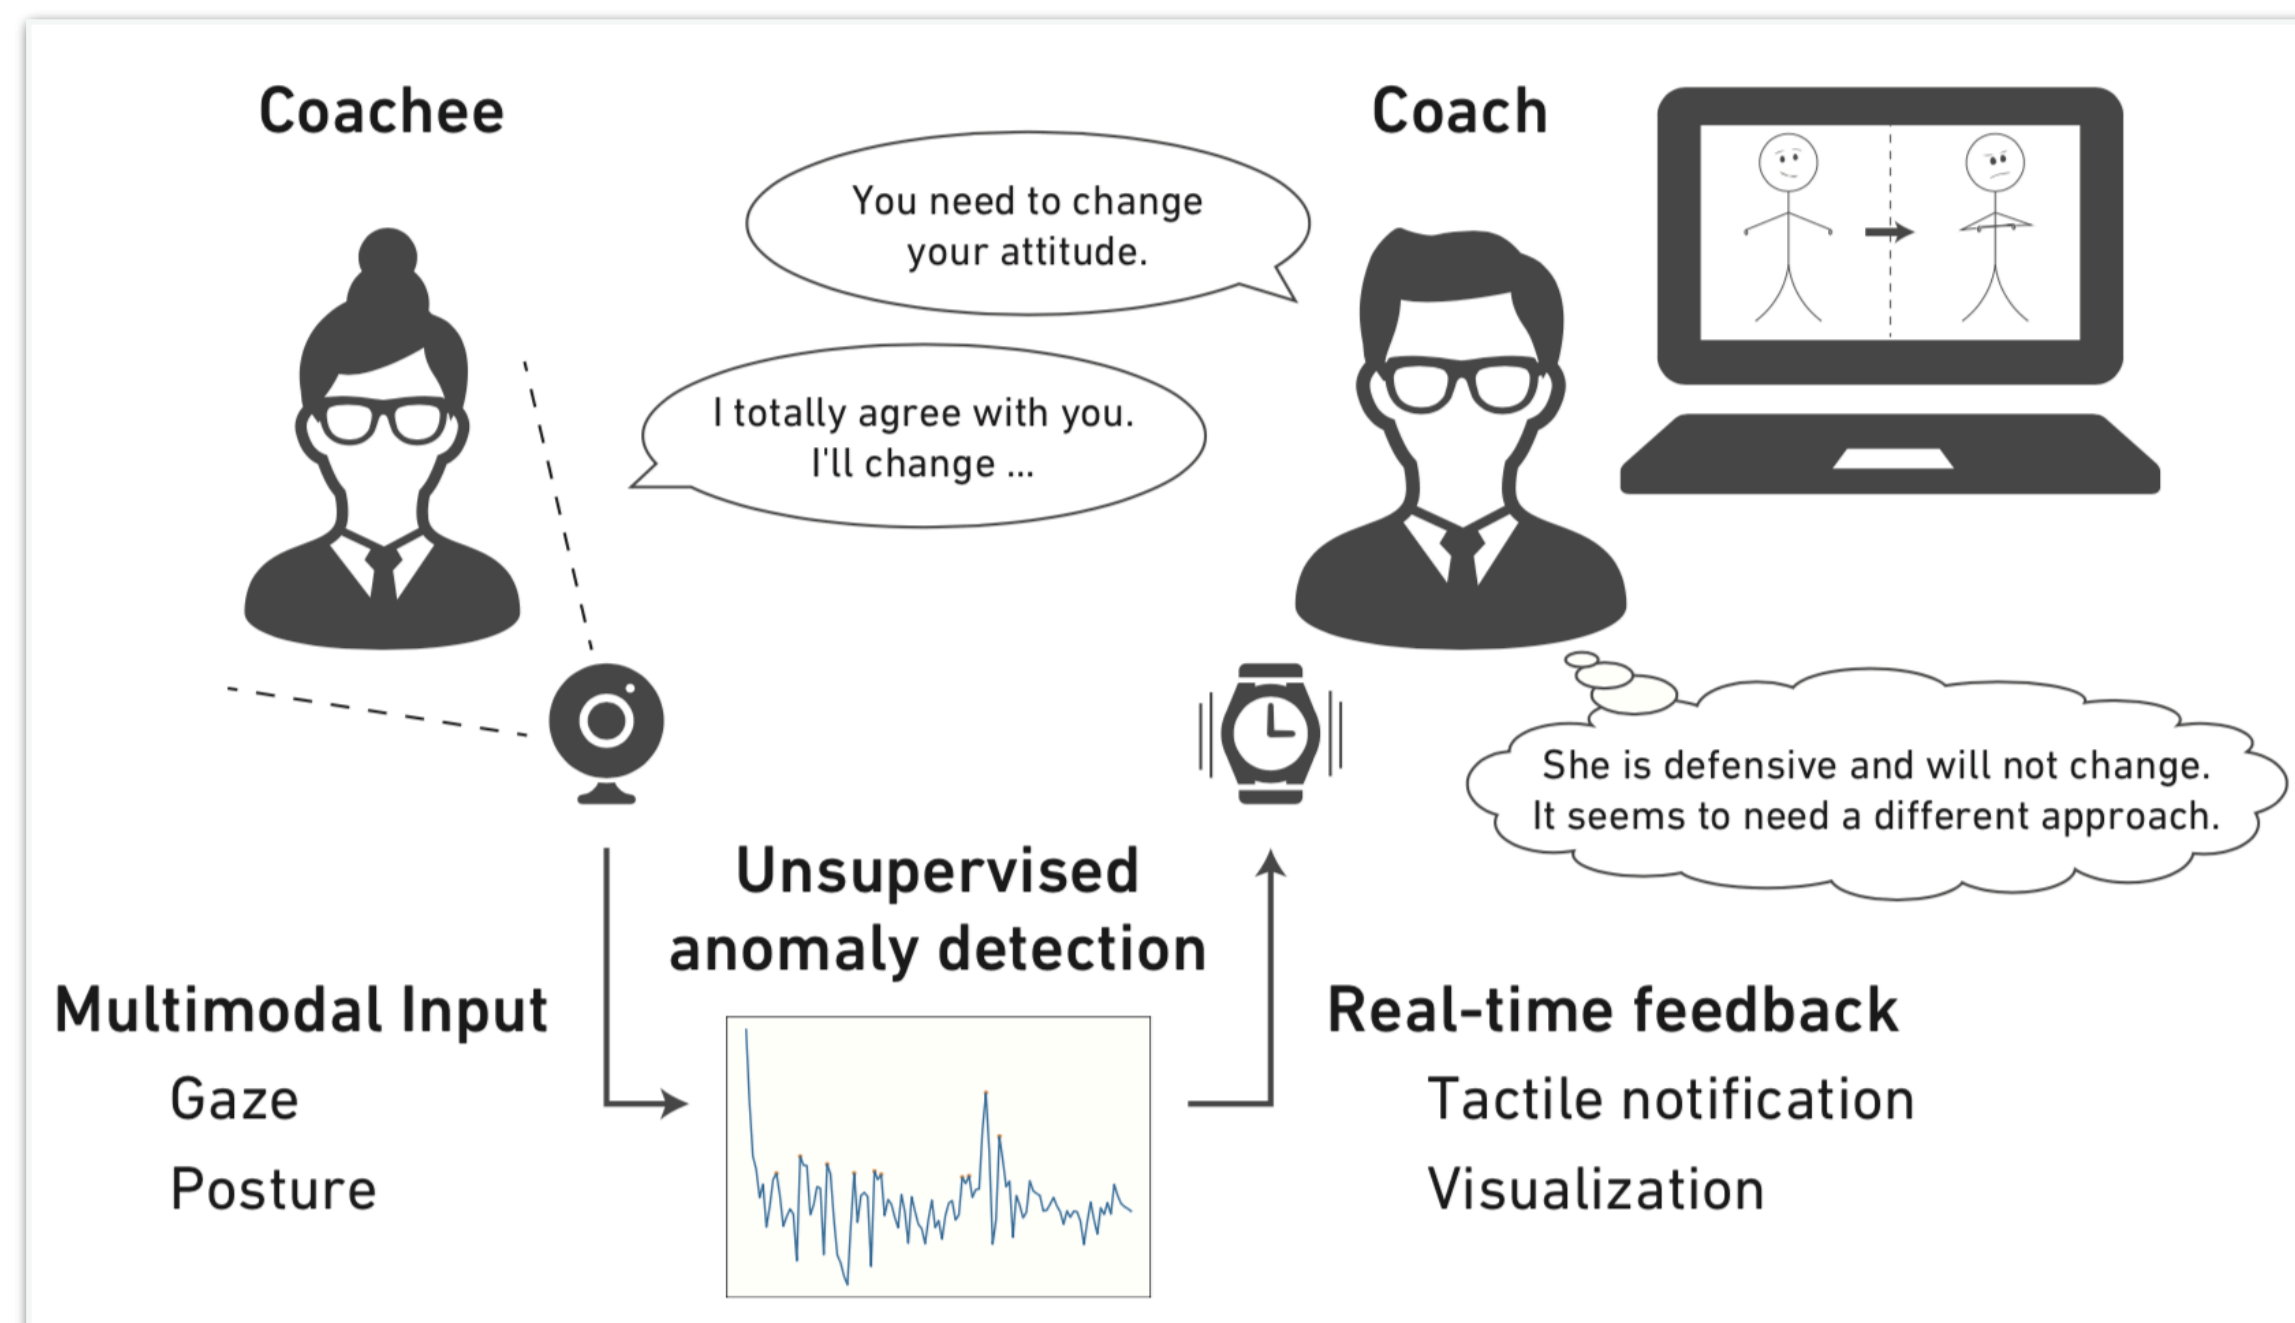 Coachee
Coach
You need to change
your attitude.
I totally agree with you.
I'll change ...
She is defensive and will not change.
It seems to need a different approach.
Unsupervised
anomaly detection
Multimodal Input
Gaze
Posture
Real-time feedback
Tactile notification
Visualization